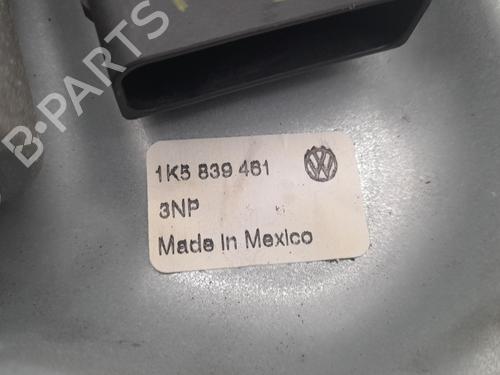 B-PARTS
1K5 839 461
3NP
Made in Mexico